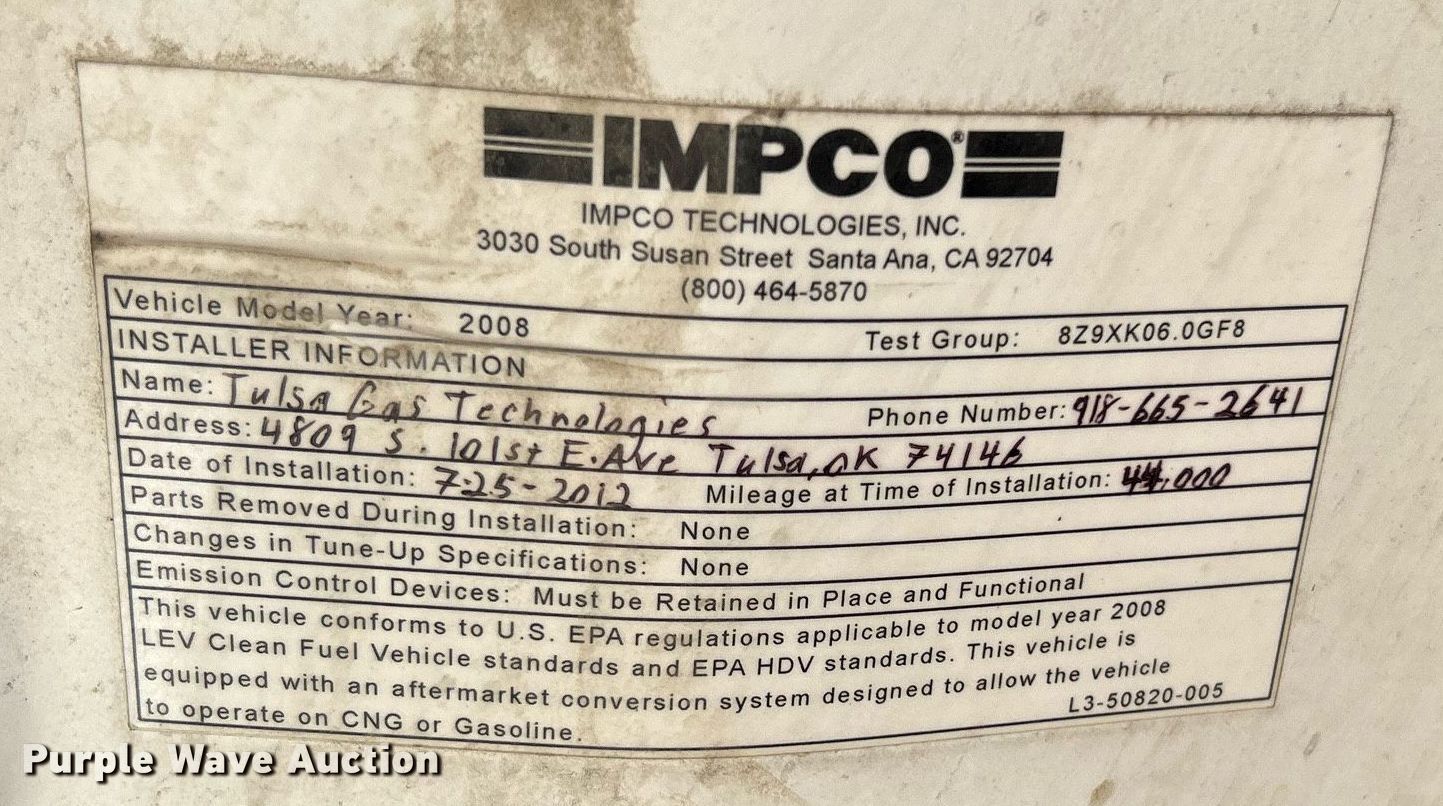 IMPCO®
IMPCO TECHNOLOGIES, INC.
3030 South Susan Street Santa Ana, CA 92704
(800) 464-5870
Vehicle Model Year: 2008 Test Group: 8Z9XK06.0GF8
INSTALLER INFORMATION
Name: Tulsa Gas Technologies Phone Number: 918-665-2641
Address: 4809 S. 101st E. Ave Tulsa, OK 74146
Date of Installation: 7-25-2012 Mileage at Time of Installation: 44,000
Parts Removed During Installation: None
Changes in Tune-Up Specifications: None
Emission Control Devices: Must be Retained in Place and Functional
This vehicle conforms to U.S. EPA regulations applicable to model year 2008
LEV Clean Fuel Vehicle standards and EPA HDV standards. This vehicle is
equipped with an aftermarket conversion system designed to allow the vehicle
to operate on CNG or Gasoline. L3-50820-005
Purple Wave Auction